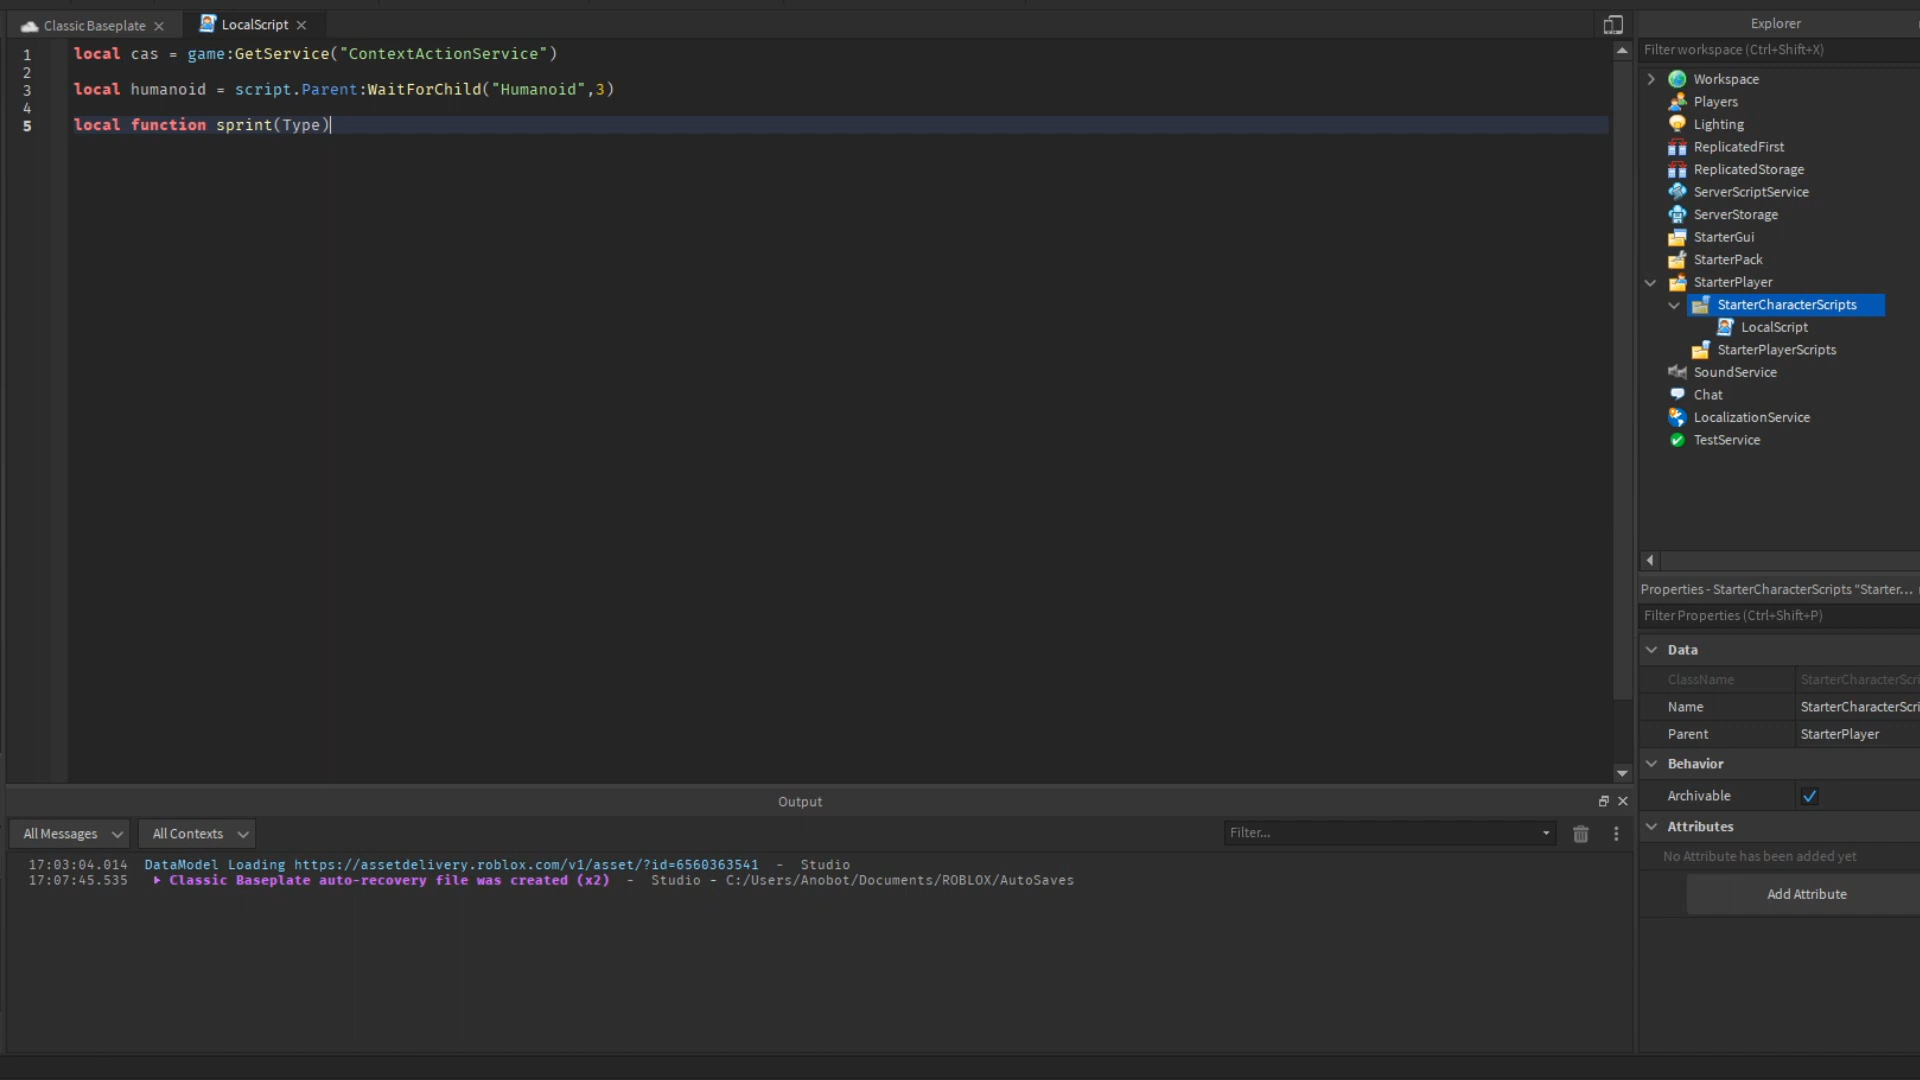 Classic Baseplate
LocalScript
Explorer
1 local cas = game:GetService("ContextActionService")
2
3 local humanoid = script.Parent:WaitForChild("Humanoid",3)
4
5 local function sprint(Type)
Filter workspace (Ctrl+Shift+X)
Workspace
Players
Lighting
ReplicatedFirst
ReplicatedStorage
ServerScriptService
ServerStorage
StarterGui
StarterPack
StarterPlayer
StarterCharacterScripts
LocalScript
StarterPlayerScripts
SoundService
Chat
LocalizationService
TestService
Properties - StarterCharacterScripts "Starter...
Filter Properties (Ctrl+Shift+P)
Data
ClassName StarterCharacterScri
Name StarterCharacterScri
Parent StarterPlayer
Behavior
Archivable
Attributes
No Attribute has been added yet
Add Attribute
Output
All Messages
All Contexts
Filter...
17:03:04.014 DataModel Loading https://assetdelivery.roblox.com/v1/asset/?id=6560363541 - Studio
17:07:45.535 Classic Baseplate auto-recovery file was created (x2) - Studio - C:/Users/Anobot/Documents/ROBLOX/AutoSaves